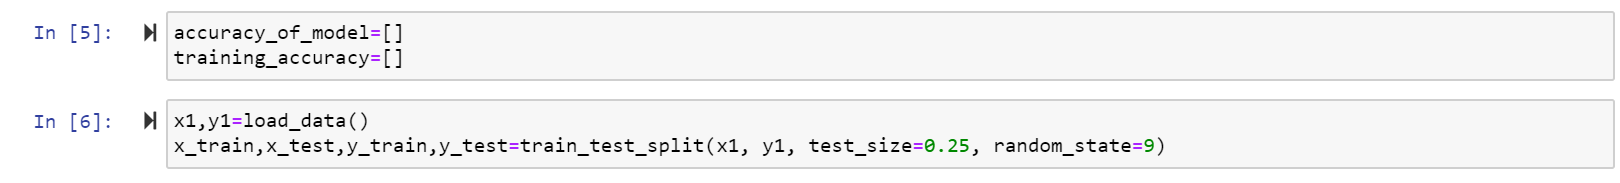 In [5]:
accuracy_of_model=[]
training_accuracy=[]
In [6]:
x1,y1=load_data()
x_train,x_test,y_train,y_test=train_test_split(x1, y1, test_size=0.25, random_state=9)